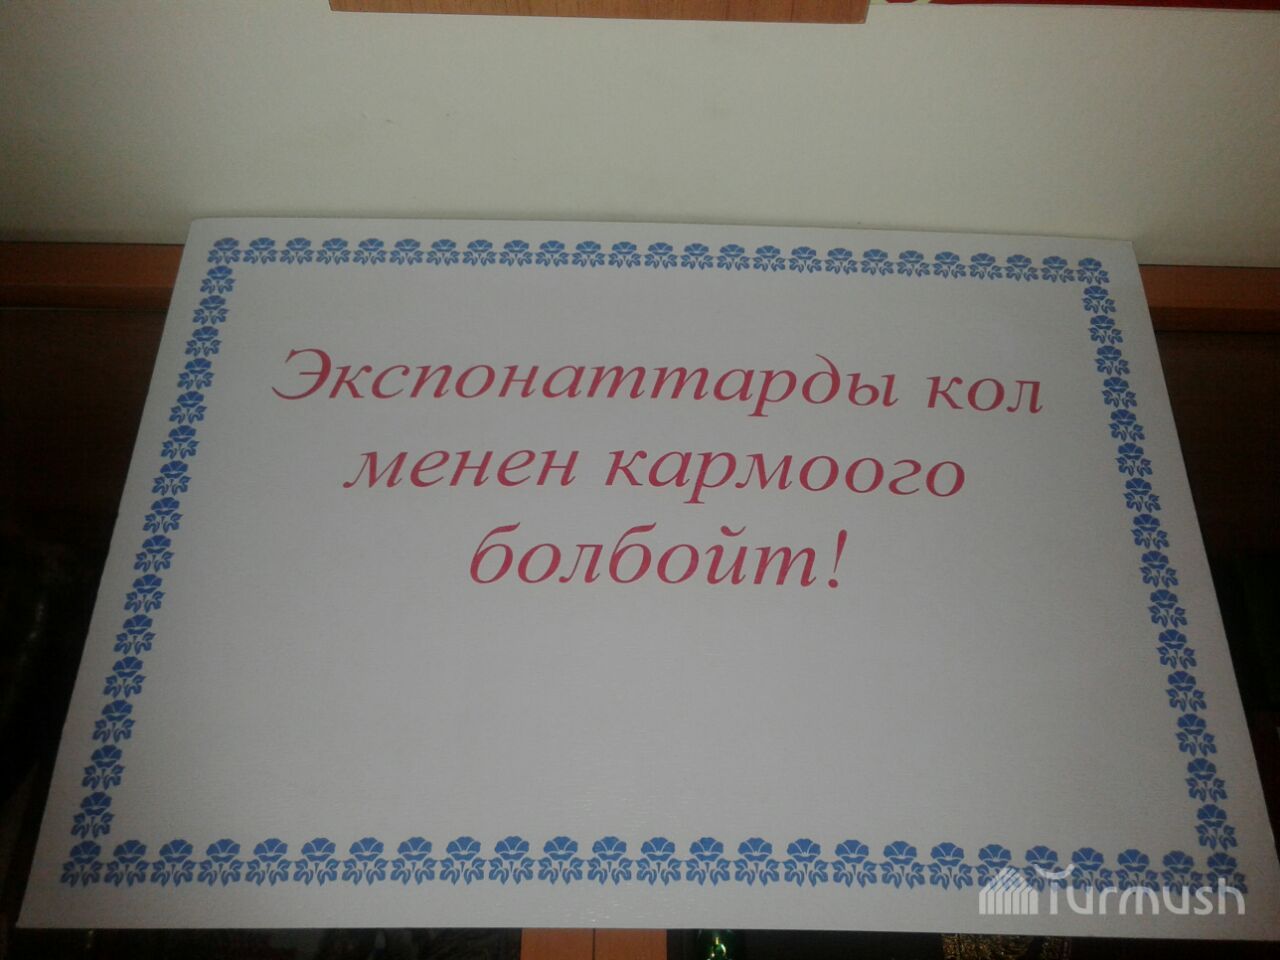 Экспонаттарды кол
менен кармоого
болбойт!
Turmush